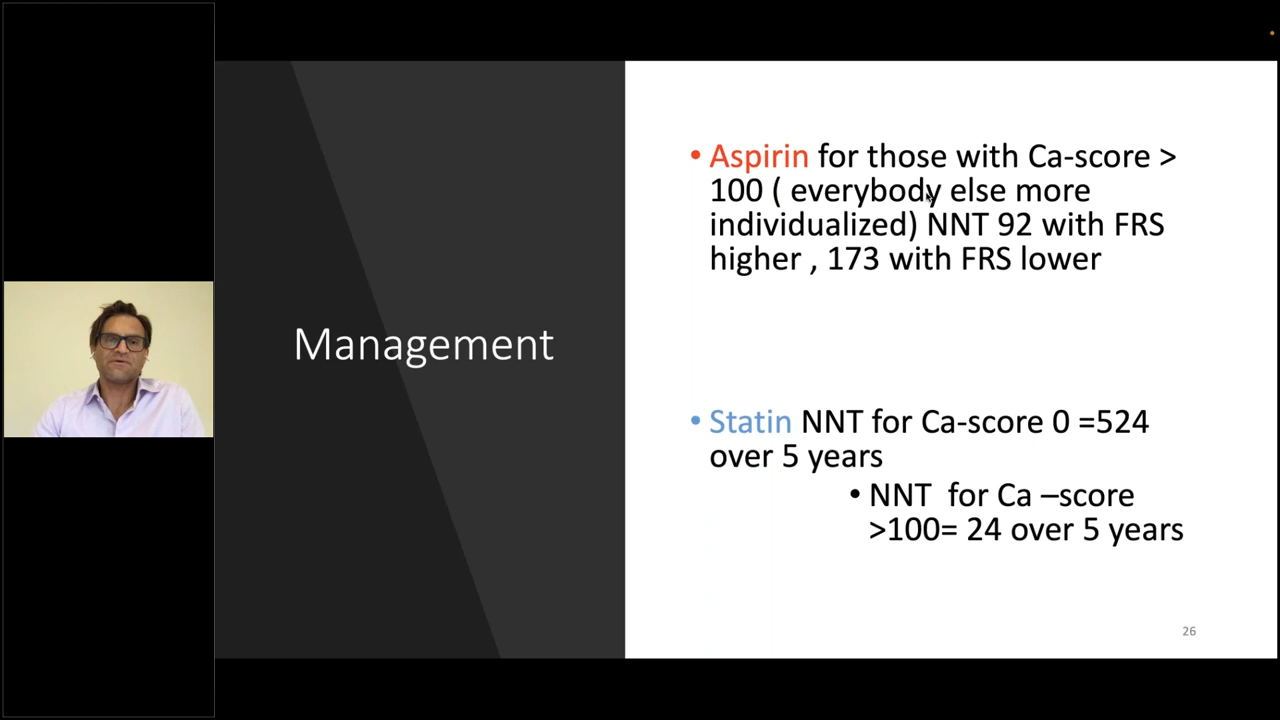 Management
• Aspirin for those with Ca-score >
100 ( everybody else more
individualized) NNT 92 with FRS
higher , 173 with FRS lower
• Statin NNT for Ca-score 0 =524
over 5 years
• NNT  for Ca –score
>100= 24 over 5 years
26